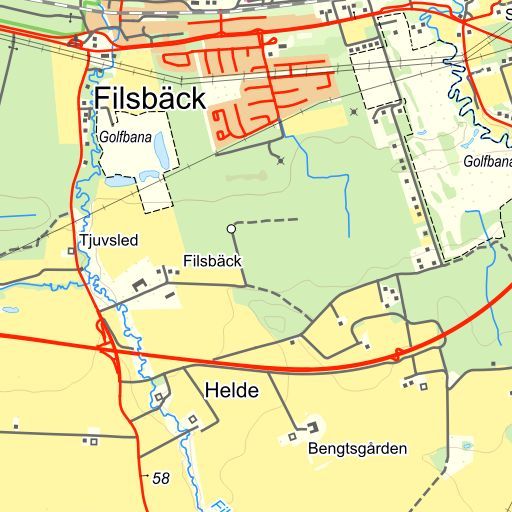 S
Filsbäck
Golfbana
Golfbana
Tjuvsled
Filsbäck
Helde
Bengtsgården
58